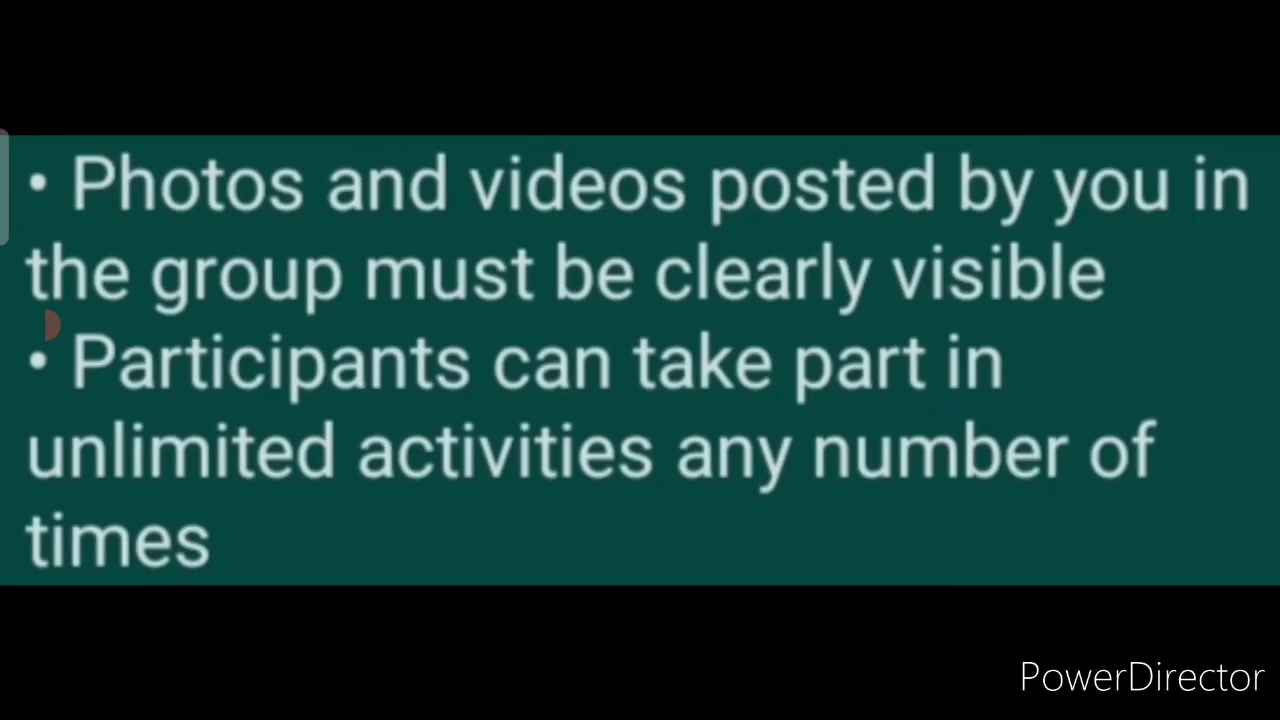 • Photos and videos posted by you in
the group must be clearly visible
• Participants can take part in
unlimited activities any number of
times
PowerDirector